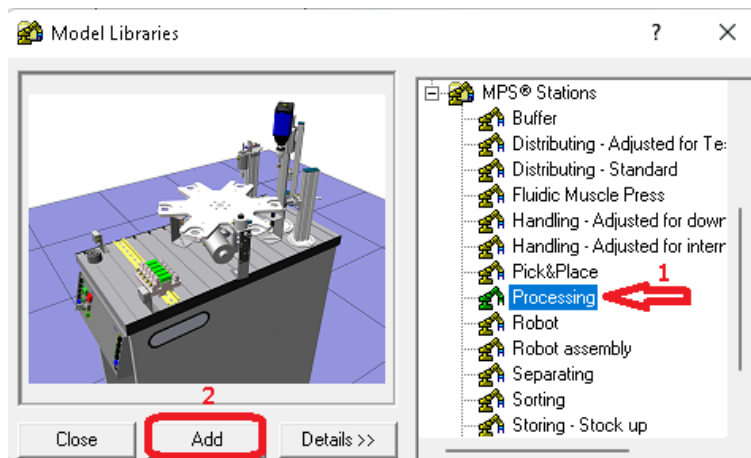 Model Libraries
?
MPS® Stations
Buffer
Distributing - Adjusted for Te
Distributing - Standard
Fluidic Muscle Press
Handling - Adjusted for dowr
Handling - Adjusted for interr
Pick&Place
1
Processing
Robot
Robot assembly
Separating
Sorting
Storing - Stock up
2
Close
Add
Details >>